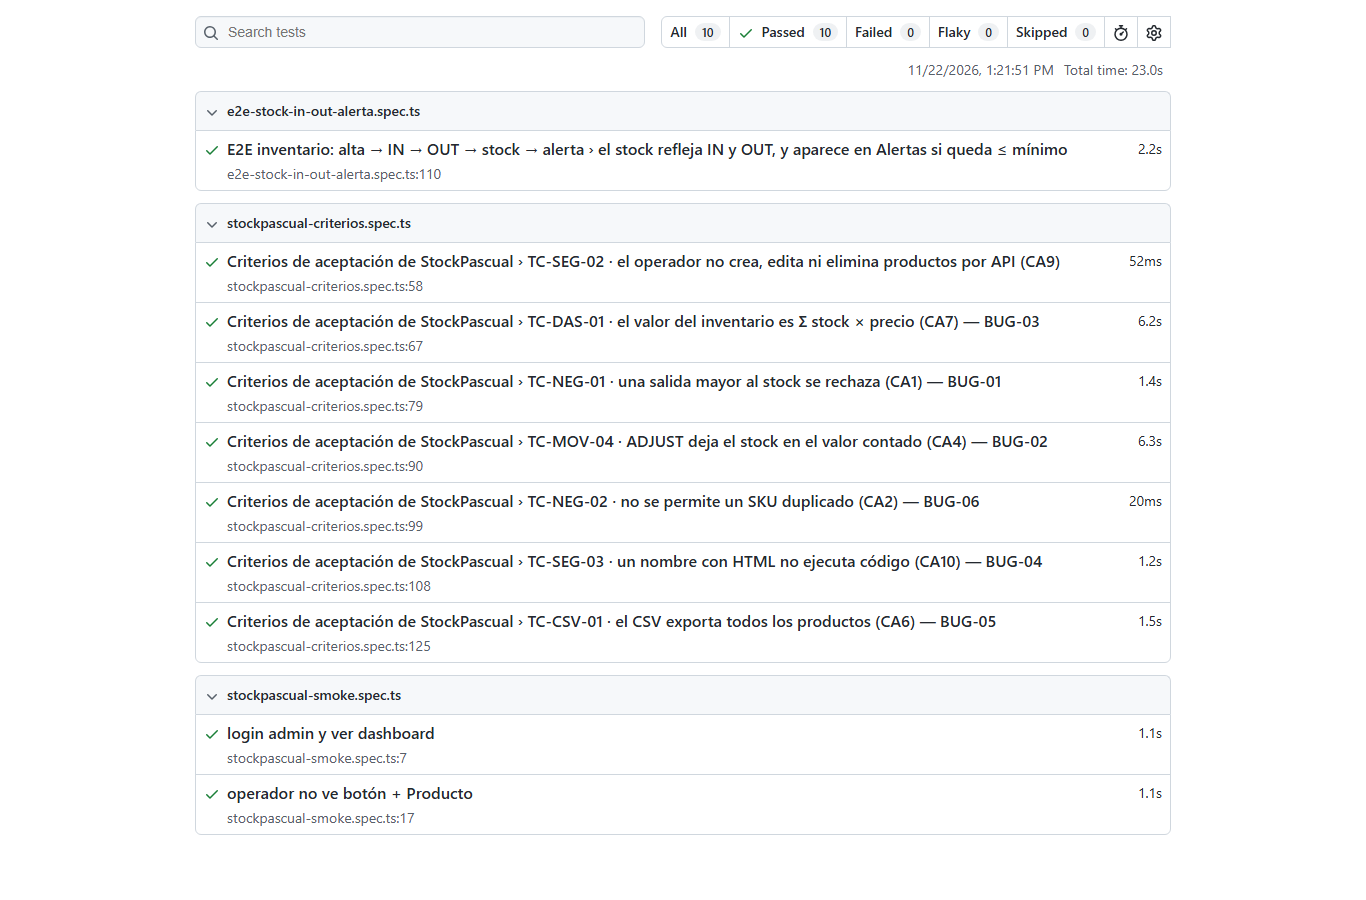 Search tests
All 10 Passed 10 Failed 0 Flaky 0 Skipped 0
11/22/2026, 1:21:51 PM Total time: 23.0s
e2e-stock-in-out-alerta.spec.ts
E2E inventario: alta → IN → OUT → stock → alerta › el stock refleja IN y OUT, y aparece en Alertas si queda ≤ mínimo 2.2s
e2e-stock-in-out-alerta.spec.ts:110
stockpascual-criterios.spec.ts
Criterios de aceptación de StockPascual › TC-SEG-02 · el operador no crea, edita ni elimina productos por API (CA9) 52ms
stockpascual-criterios.spec.ts:58
Criterios de aceptación de StockPascual › TC-DAS-01 · el valor del inventario es Σ stock × precio (CA7) — BUG-03 6.2s
stockpascual-criterios.spec.ts:67
Criterios de aceptación de StockPascual › TC-NEG-01 · una salida mayor al stock se rechaza (CA1) — BUG-01 1.4s
stockpascual-criterios.spec.ts:79
Criterios de aceptación de StockPascual › TC-MOV-04 · ADJUST deja el stock en el valor contado (CA4) — BUG-02 6.3s
stockpascual-criterios.spec.ts:90
Criterios de aceptación de StockPascual › TC-NEG-02 · no se permite un SKU duplicado (CA2) — BUG-06 20ms
stockpascual-criterios.spec.ts:99
Criterios de aceptación de StockPascual › TC-SEG-03 · un nombre con HTML no ejecuta código (CA10) — BUG-04 1.2s
stockpascual-criterios.spec.ts:108
Criterios de aceptación de StockPascual › TC-CSV-01 · el CSV exporta todos los productos (CA6) — BUG-05 1.5s
stockpascual-criterios.spec.ts:125
stockpascual-smoke.spec.ts
login admin y ver dashboard 1.1s
stockpascual-smoke.spec.ts:7
operador no ve botón + Producto 1.1s
stockpascual-smoke.spec.ts:17